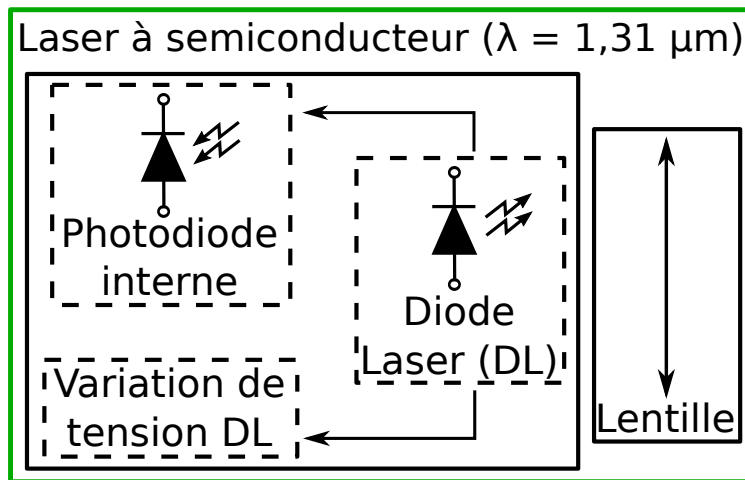 Laser à semiconducteur (λ = 1,31 µm)
Photodiode
interne
Diode
Laser (DL)
Variation de
tension DL
Lentille